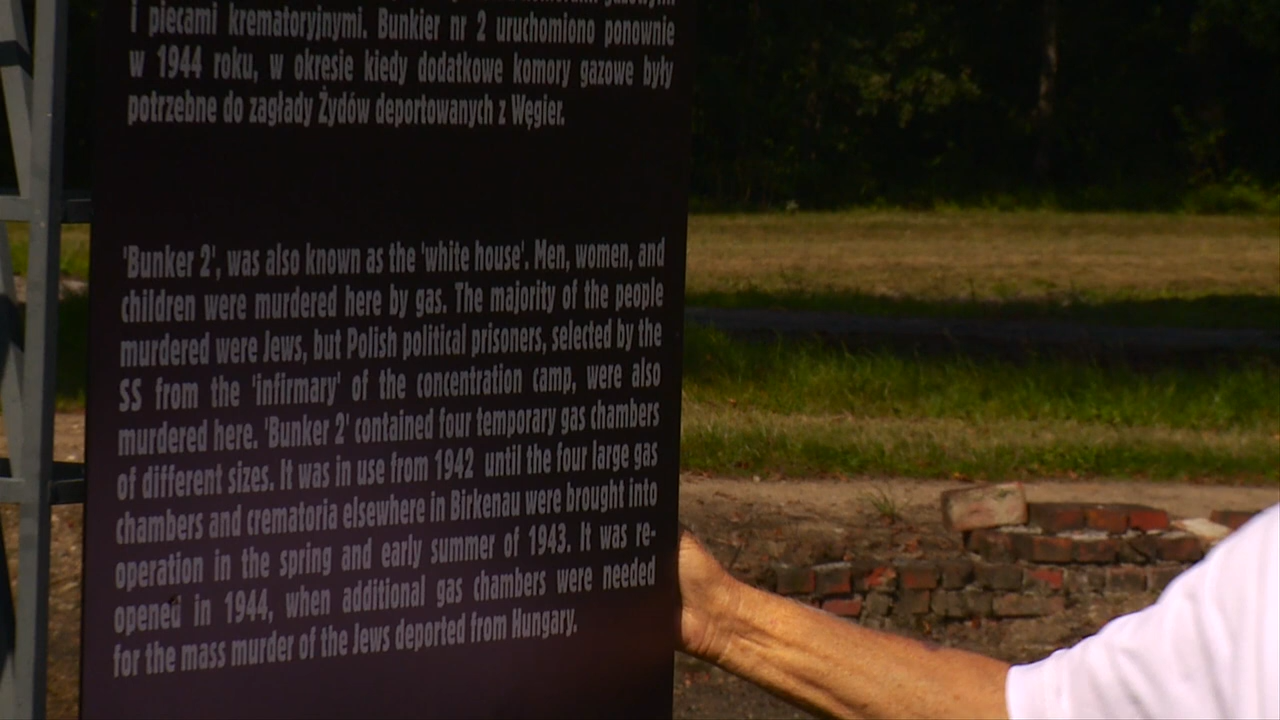 i piecami krematoryjnymi. Bunkier nr 2 uruchomiono ponownie
w 1944 roku, w okresie kiedy dodatkowe komory gazowe były
potrzebne do zagłady Żydów deportowanych z Węgier.
'Bunker 2', was also known as the 'white house'. Men, women, and
children were murdered here by gas. The majority of the people
murdered were Jews, but Polish political prisoners, selected by the
SS from the 'infirmary' of the concentration camp, were also
murdered here. 'Bunker 2' contained four temporary gas chambers
of different sizes. It was in use from 1942 until the four large gas
chambers and crematoria elsewhere in Birkenau were brought into
operation in the spring and early summer of 1943. It was re-
opened in 1944, when additional gas chambers were needed
for the mass murder of the Jews deported from Hungary.